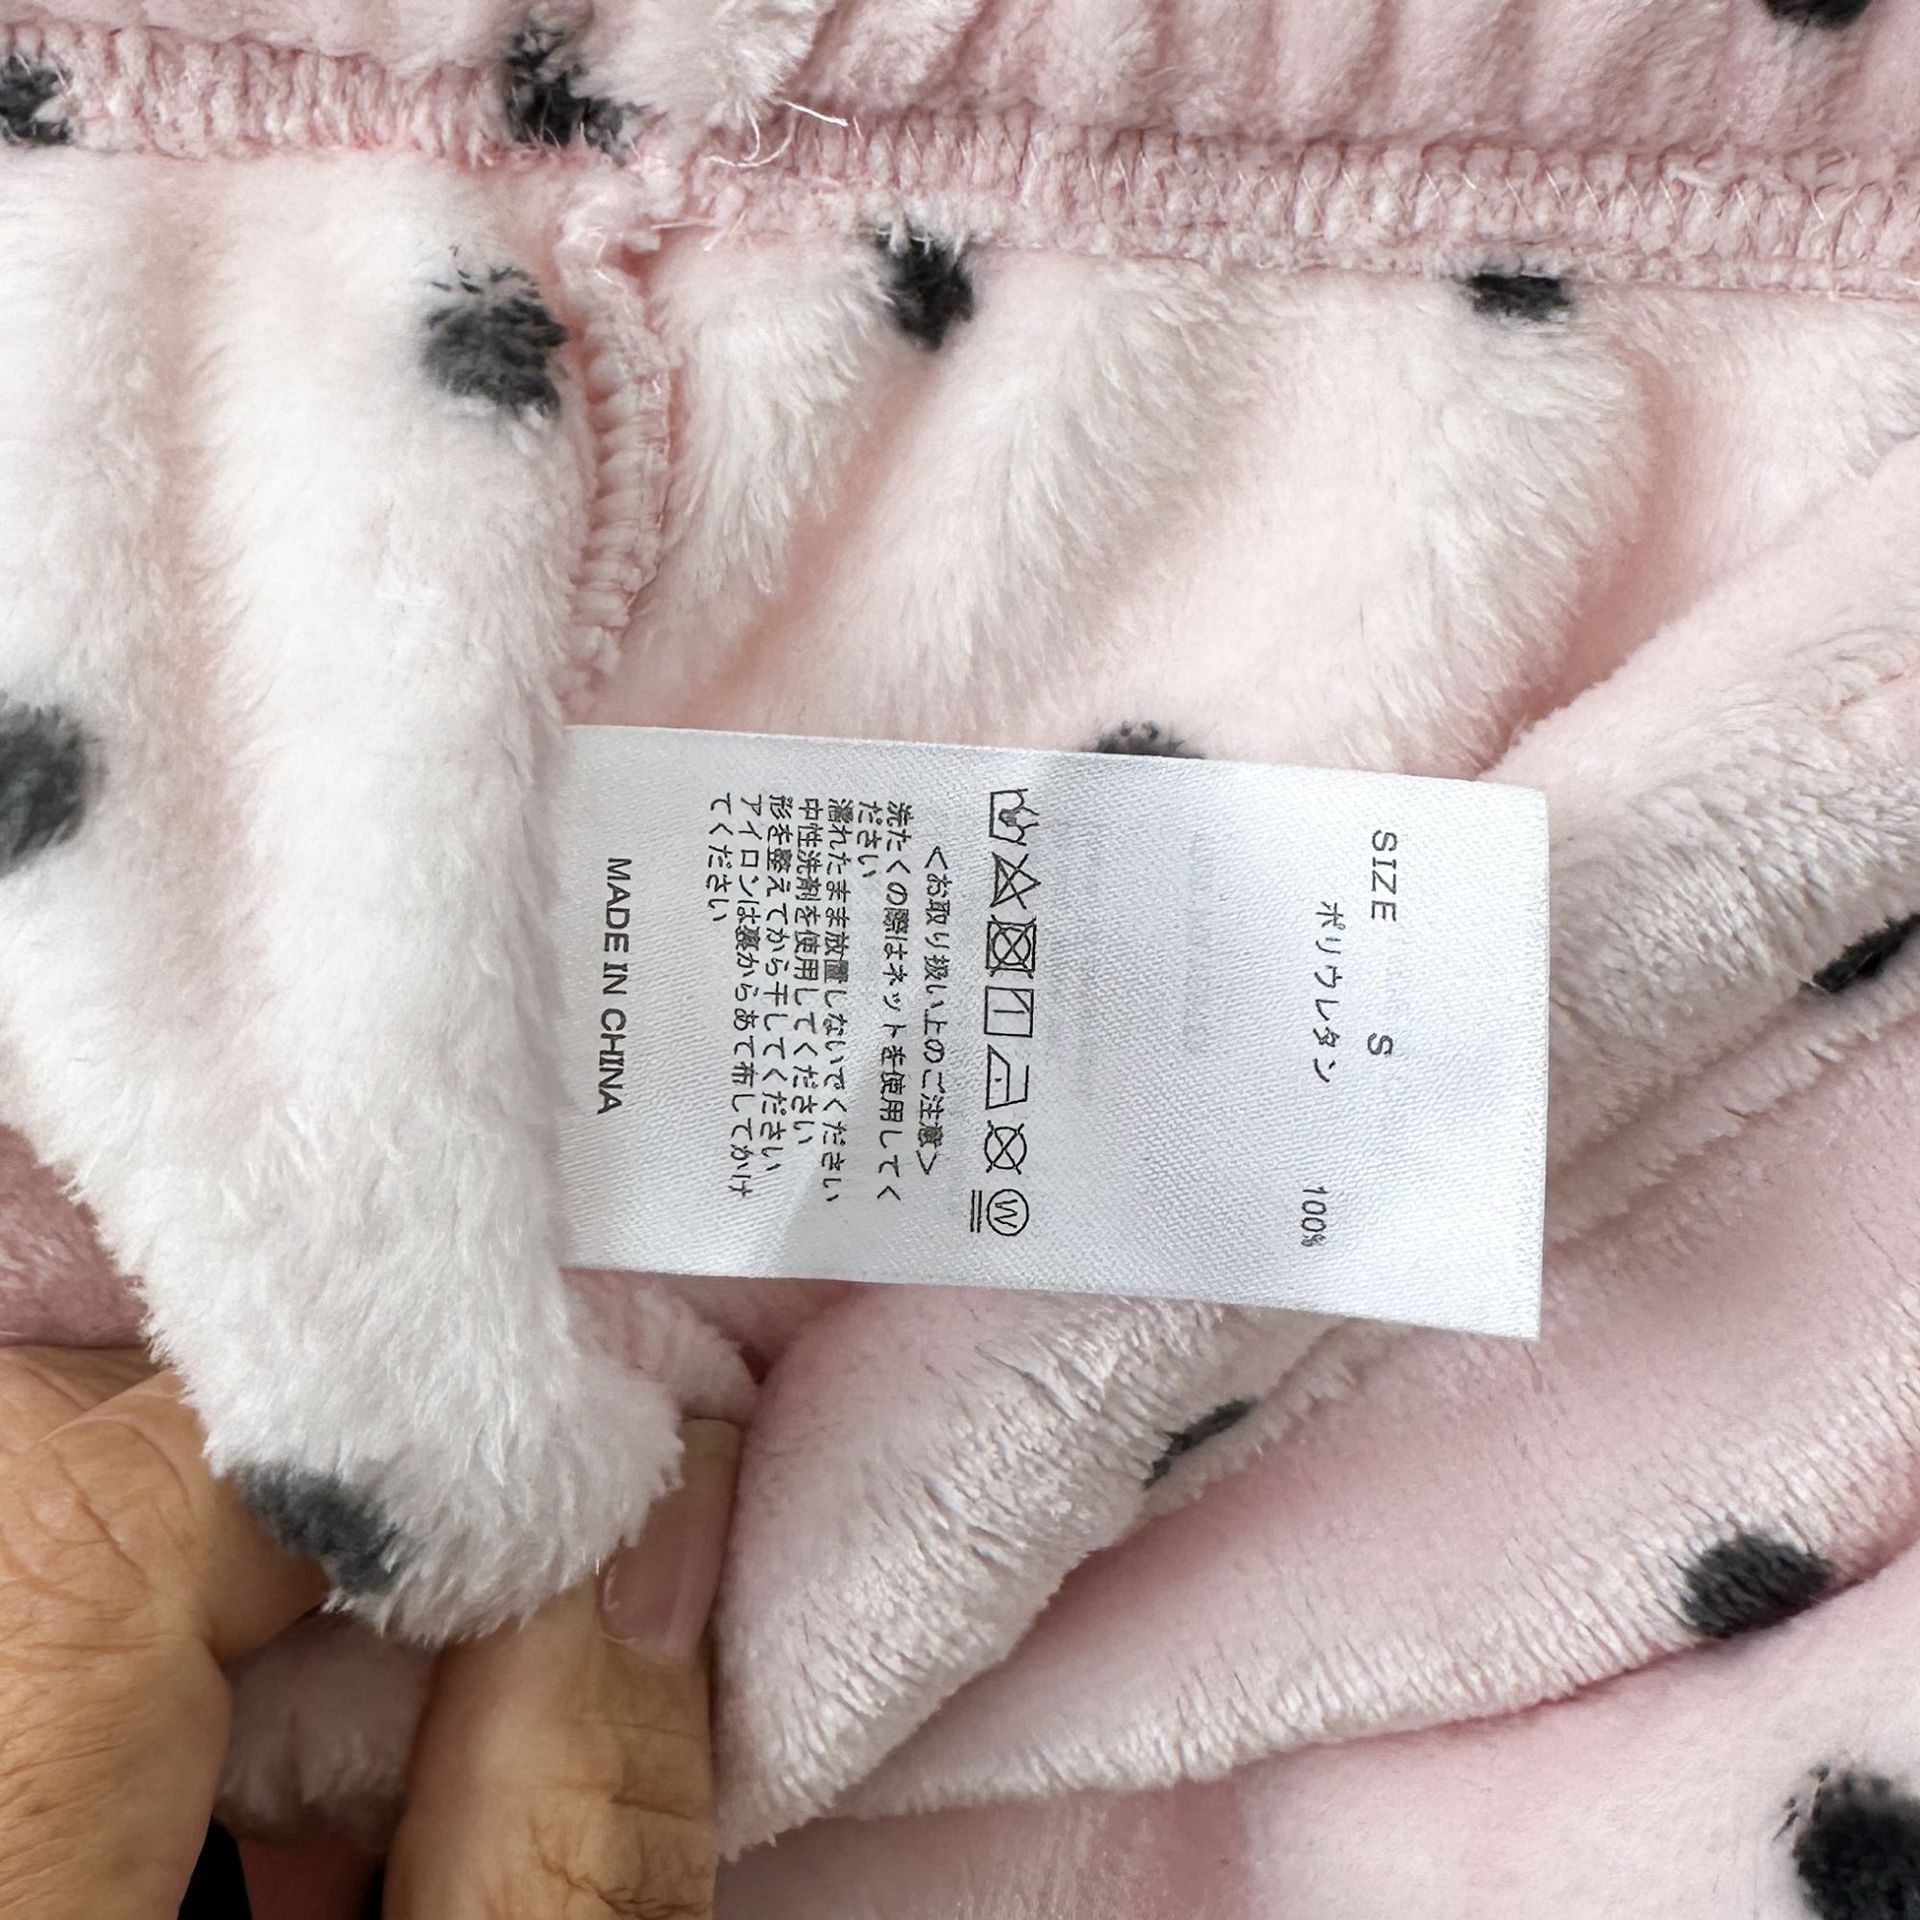 SIZE S
ポリウレタン 100%
W
<お取り扱い上のご注意>
洗たくの際はネットを使用してく
ださい
濡れたまま放置しないでください
中性洗剤を使用してください
形を整えてから干してください
アイロンは裏からあて布してかけ
てください
MADE IN CHINA